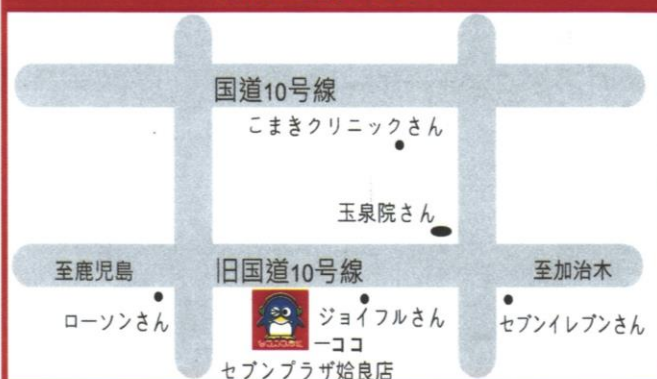 国道10号線
こまきクリニックさん
玉泉院さん
至鹿児島
旧国道10号線
至加治木
ローソンさん
ジョイフルさん
セブンイレブンさん
ーココ
セブンプラザ姶良店